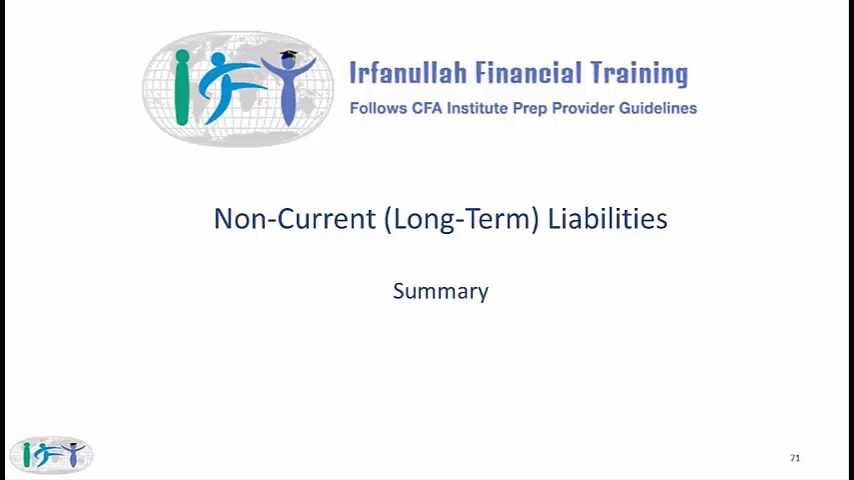 Irfanullah Financial Training
Follows CFA Institute Prep Provider Guidelines
Non-Current (Long-Term) Liabilities
Summary
71